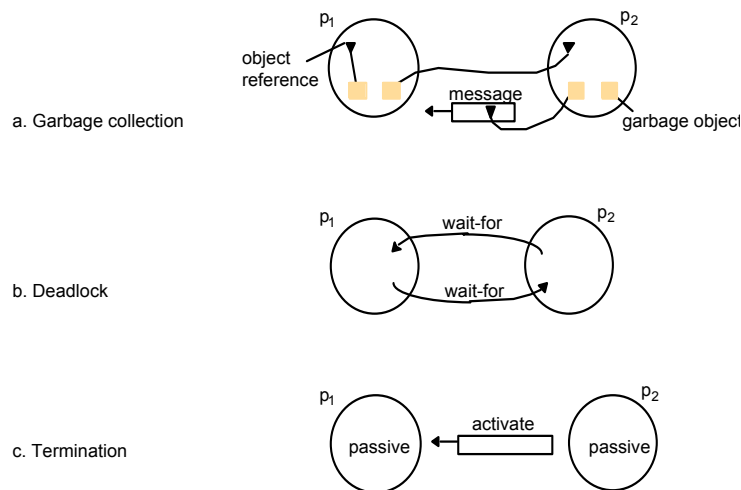 p1
p2
object
reference
message
a. Garbage collection
garbage object
p1
p2
wait-for
b. Deadlock
wait-for
p1
p2
activate
c. Termination
passive
passive